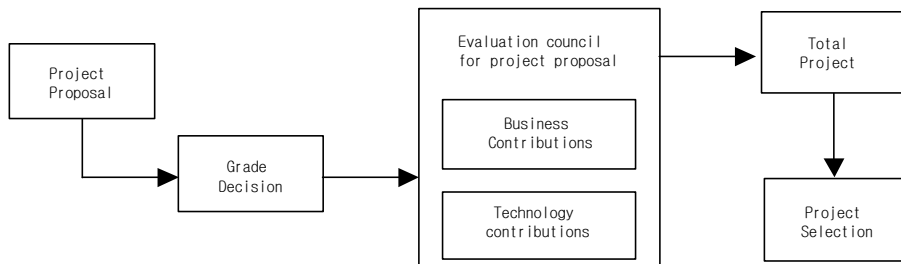 Project
Proposal
Grade
Decision
Evaluation council
for project proposal
Business
Contributions
Technology
contributions
Total
Project
Project
Selection